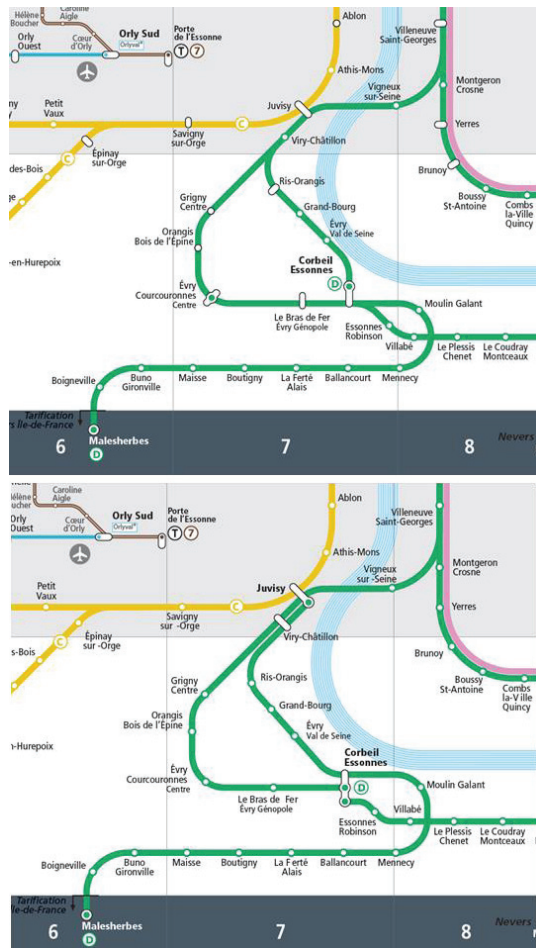 Hélène
Boucher
Caroline
Aigle
Orly
Ouest
Cœur
d'Orly
Orly Sud
Orlyval
Porte
de l'Essonne
T 7
Ablon
Athis-Mons
Villeneuve
Saint-Georges
Vigneux
sur-Seine
Montgeron
Crosne
Petit
Vaux
Savigny
sur-Orge
C
Juvisy
Viry-Châtillon
Yerres
Épinay
sur-Orge
C
des-Bois
Ris-Orangis
Brunoy
Boussy
St-Antoine
Combs
la-Ville
Quincy
Grigny
Centre
Grand-Bourg
Orangis
Bois de l'Épine
Évry
Val de Seine
-en-Hurepoix
Corbeil
Essonnes
D
Évry
Courcouronnes
Centre
Le Bras de Fer
Évry Génopole
Moulin Galant
Essonnes
Robinson
Villabé
Le Plessis
Chenet
Le Coudray
Montceaux
Boigneville
Buno
Gironville
Maisse
Boutigny
La Ferté
Alais
Ballancourt
Mennecy
Tarification
s Île-de-France
6
7
8
Nevers
Malesherbes
D
Hélène
oucher
Caroline
Aigle
Orly
Ouest
Cœur
d'Orly
Orly Sud
Orlyval
Porte
de l'Essonne
T 7
Ablon
Athis-Mons
Villeneuve
Saint-Georges
Vigneux
sur -Seine
Montgeron
Crosne
Petit
Vaux
Savigny
sur -Orge
C
Juvisy
Viry-Châtillon
Yerres
Épinay
sur -Orge
C
s-Bois
Ris-Orangis
Brunoy
Boussy
St-Antoine
Combs
la-Ville
Quincy
Grigny
Centre
Grand-Bourg
Orangis
Bois de l'Épine
Évry
Val de Seine
n-Hurepoix
Corbeil
Essonnes
D
Évry
Courcouronnes
Centre
Le Bras de Fer
Évry Génopole
Moulin Galant
Essonnes
Robinson
Villabé
Le Plessis
Chenet
Le Coudray
Montceaux
Boigneville
Buno
Gironville
Maisse
Boutigny
La Ferté
Alais
Ballancourt
Mennecy
Tarification
Île-de-France
6
7
8
Nevers
Malesherbes
D